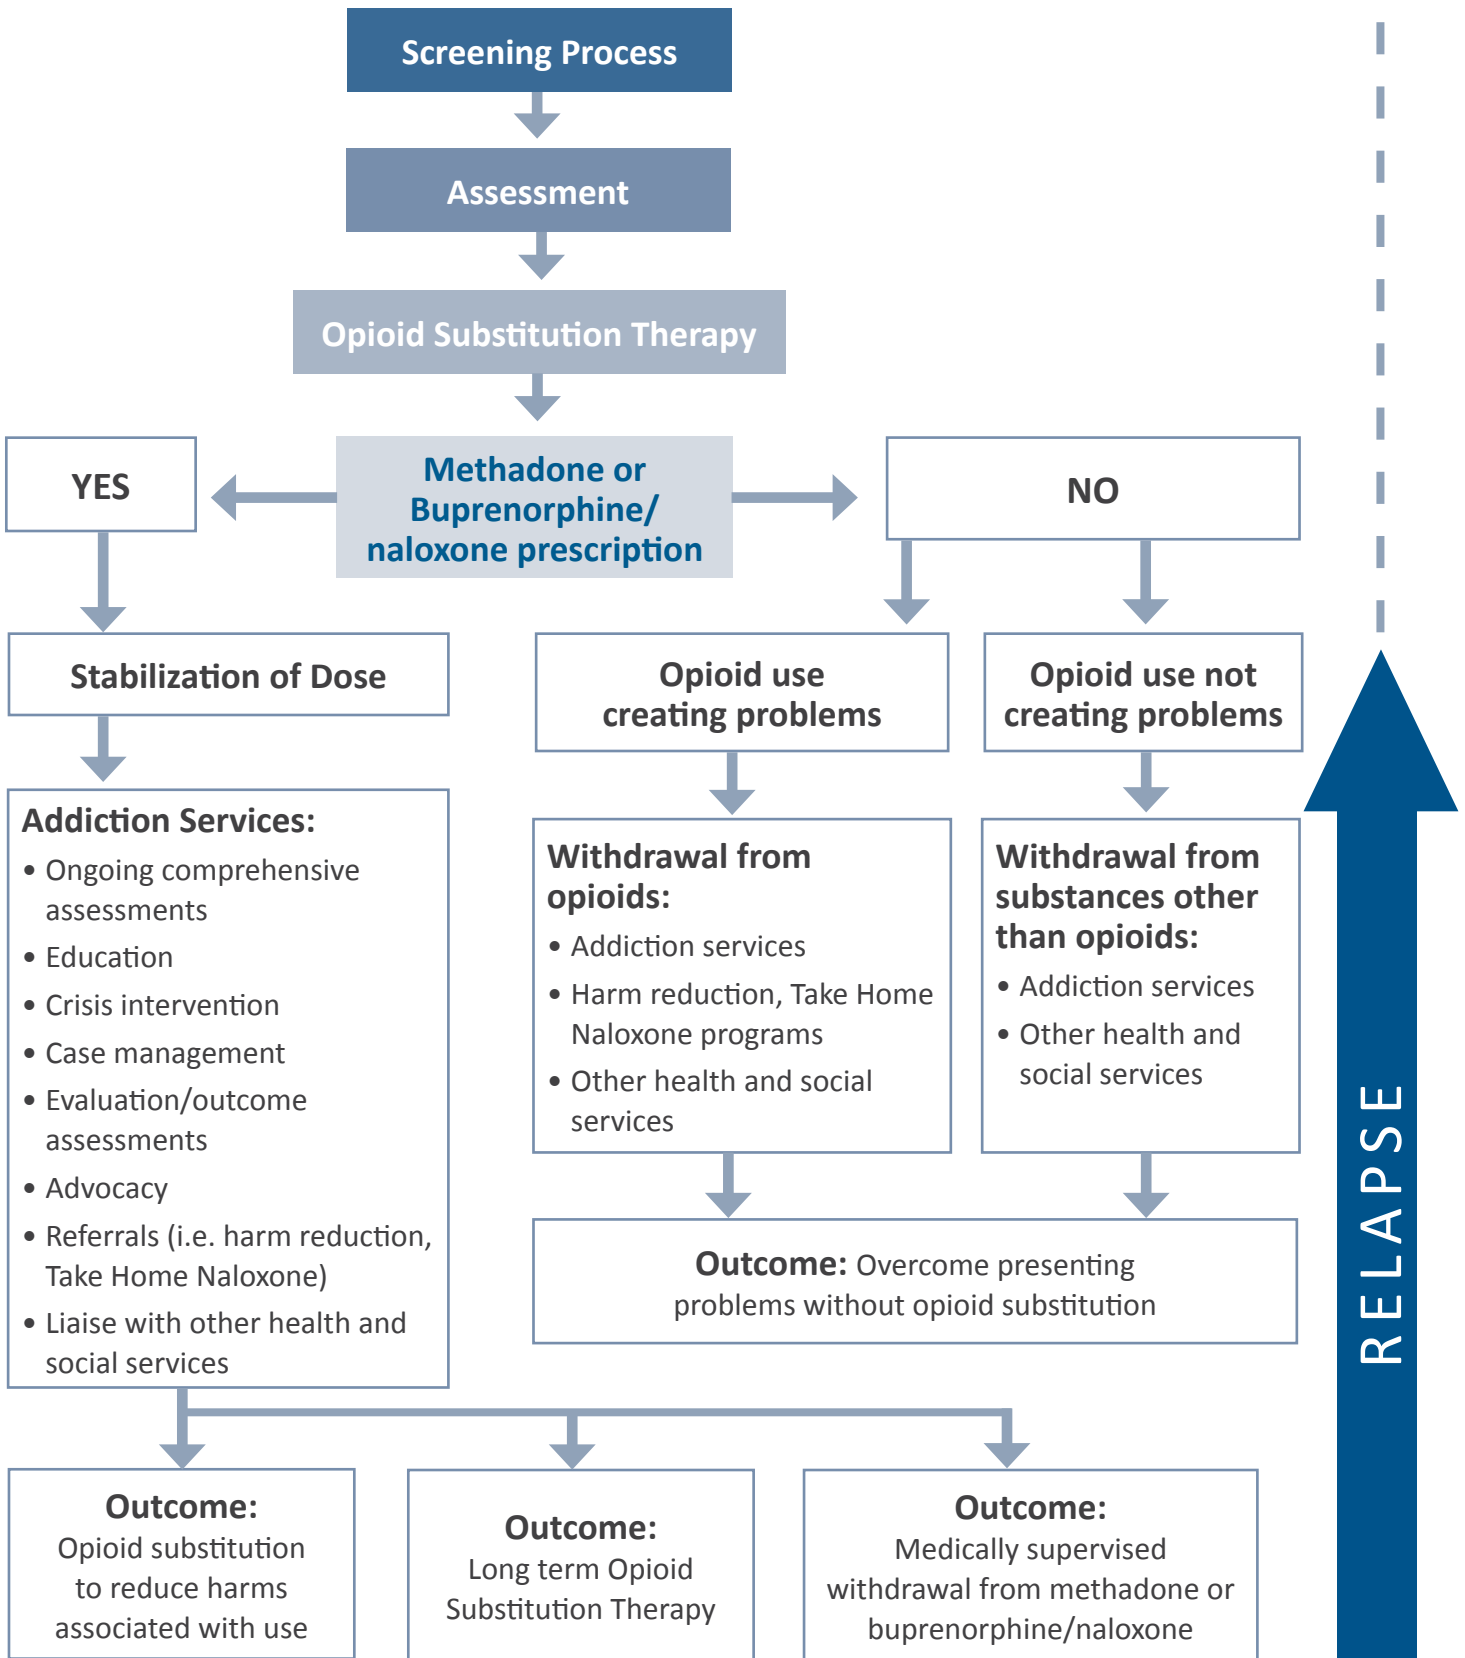 Screening Process
Assessment
Opioid Substitution Therapy
YES
Methadone or
Buprenorphine/
naloxone prescription
NO
Stabilization of Dose
Opioid use
creating problems
Opioid use not
creating problems
Addiction Services:
• Ongoing comprehensive
assessments
• Education
• Crisis intervention
• Case management
• Evaluation/outcome
assessments
• Advocacy
• Referrals (i.e. harm reduction,
Take Home Naloxone)
• Liaise with other health and
social services
Withdrawal from
opioids:
• Addiction services
• Harm reduction, Take Home
Naloxone programs
• Other health and social
services
Withdrawal from
substances other
than opioids:
• Addiction services
• Other health and
social services
Outcome: Overcome presenting
problems without opioid substitution
Outcome:
Opioid substitution
to reduce harms
associated with use
Outcome:
Long term Opioid
Substitution Therapy
Outcome:
Medically supervised
withdrawal from methadone or
buprenorphine/naloxone
RELAPSE